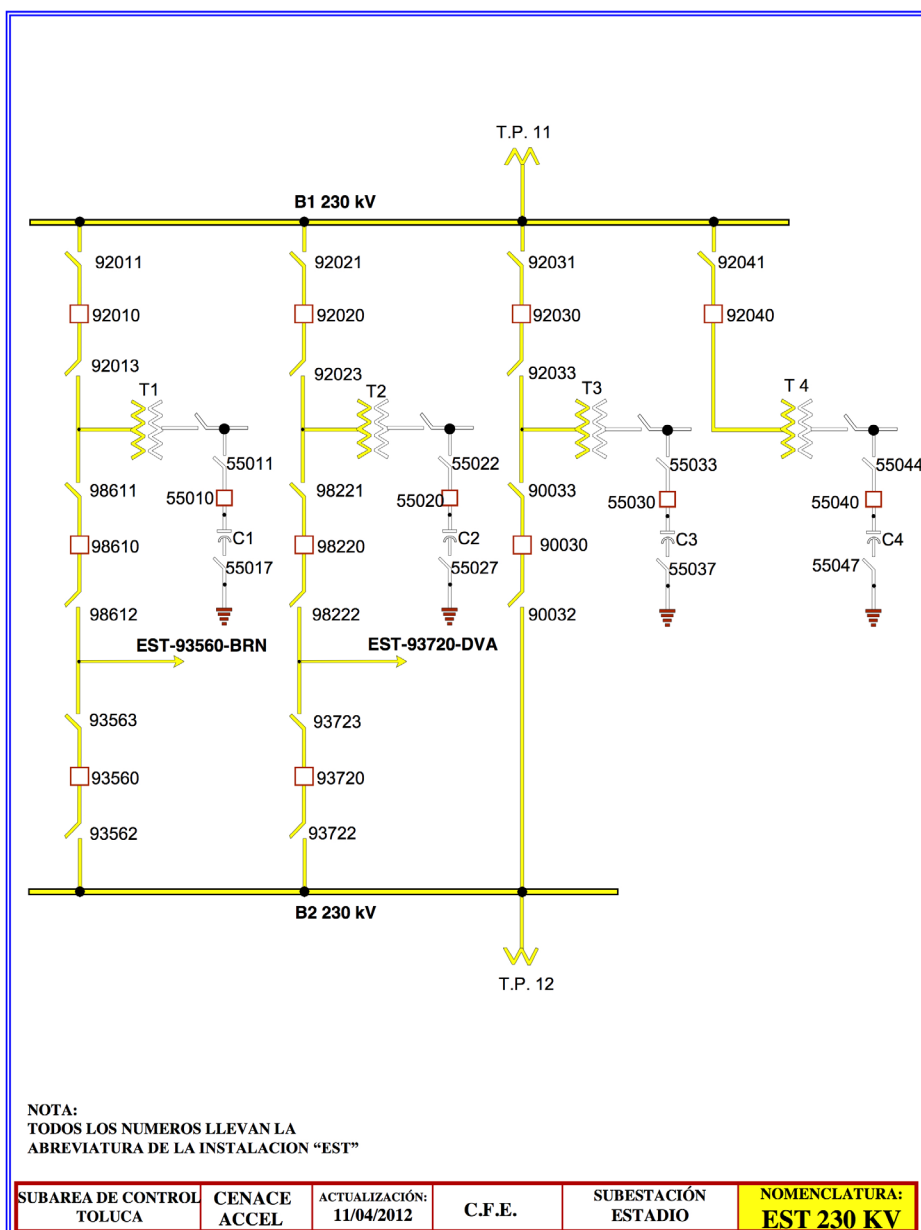 T.P. 11
B1 230 kV
92011
92021
92031
92041
92010
92020
92030
92040
92013
92023
92033
T1
T2
T3
T 4
55011
55022
55033
55044
98611
98221
90033
55010
55020
55030
55040
98610
C1
98220
C2
90030
C3
C4
55017
55027
55037
55047
98612
98222
90032
EST-93560-BRN
EST-93720-DVA
93563
93723
93560
93720
93562
93722
B2 230 kV
T.P. 12
NOTA:
TODOS LOS NUMEROS LLEVAN LA
ABREVIATURA DE LA INSTALACION “EST”
SUBAREA DE CONTROL
TOLUCA
CENACE
ACCEL
ACTUALIZACIÓN:
11/04/2012
C.F.E.
SUBESTACIÓN
ESTADIO
NOMENCLATURA:
EST 230 KV